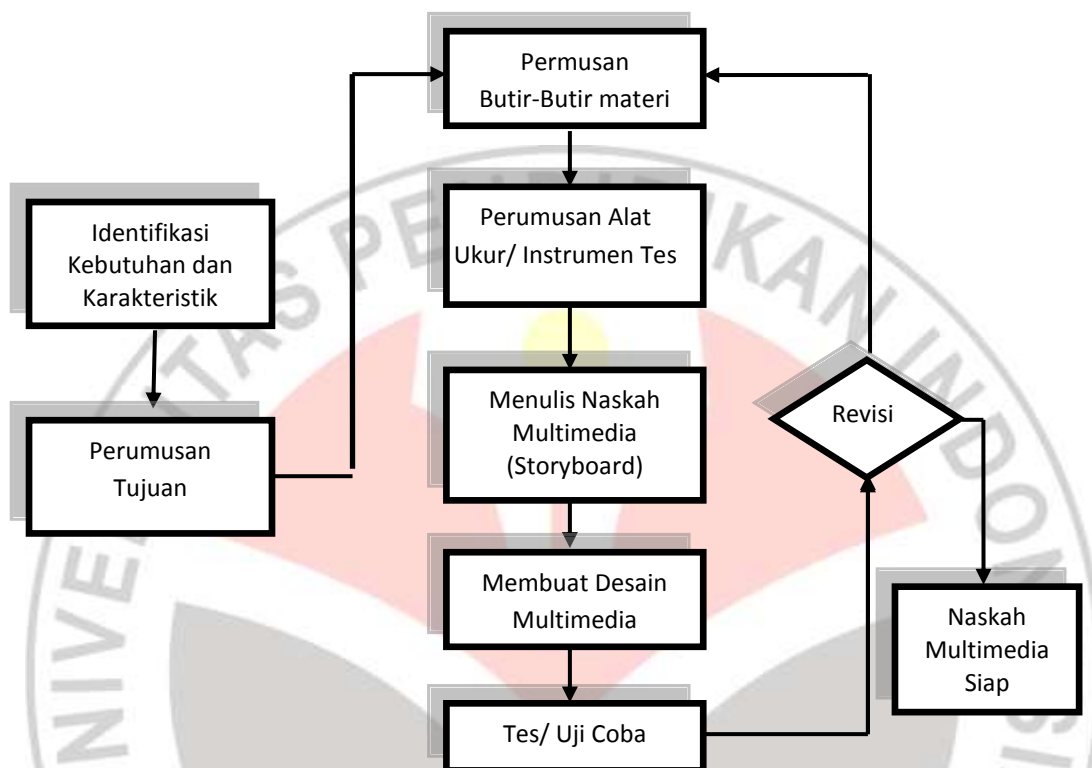 Permusan
Butir-Butir materi
Perumusan Alat
Ukur/ Instrumen Tes
Identifikasi
Kebutuhan dan
Karakteristik
Menulis Naskah
Multimedia
(Storyboard)
Revisi
Perumusan
Tujuan
Membuat Desain
Multimedia
Naskah
Multimedia
Siap
Tes/ Uji Coba